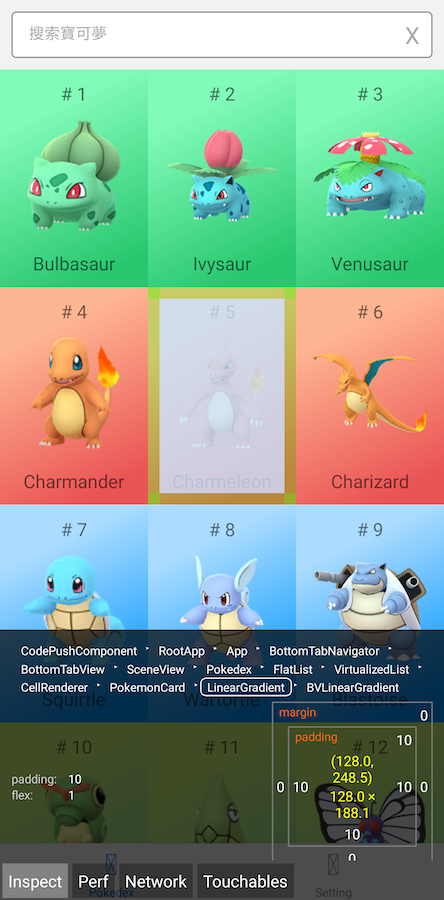 搜索寶可夢 X
# 1 # 2 # 3
Bulbasaur Ivysaur Venusaur
# 4 # 5 # 6
Charmander Charmeleon Charizard
# 7 # 8 # 9
CodePushComponent ▸ RootApp ▸ App ▸ BottomTabNavigator ▸
BottomTabView ▸ SceneView ▸ Pokedex ▸ FlatList ▸ VirtualizedList ▸
CellRenderer ▸ PokemonCard ▸ LinearGradient ▸ BVLinearGradient
Squirtle Wartortle Blastoise
margin 0
# 10 # 11 # 12
padding 10
padding: 10
flex: 1
0 10 (128.0, 248.5) 128.0 × 188.1 10 0
10
0
Inspect Perf Network Touchables
Pokedex Setting